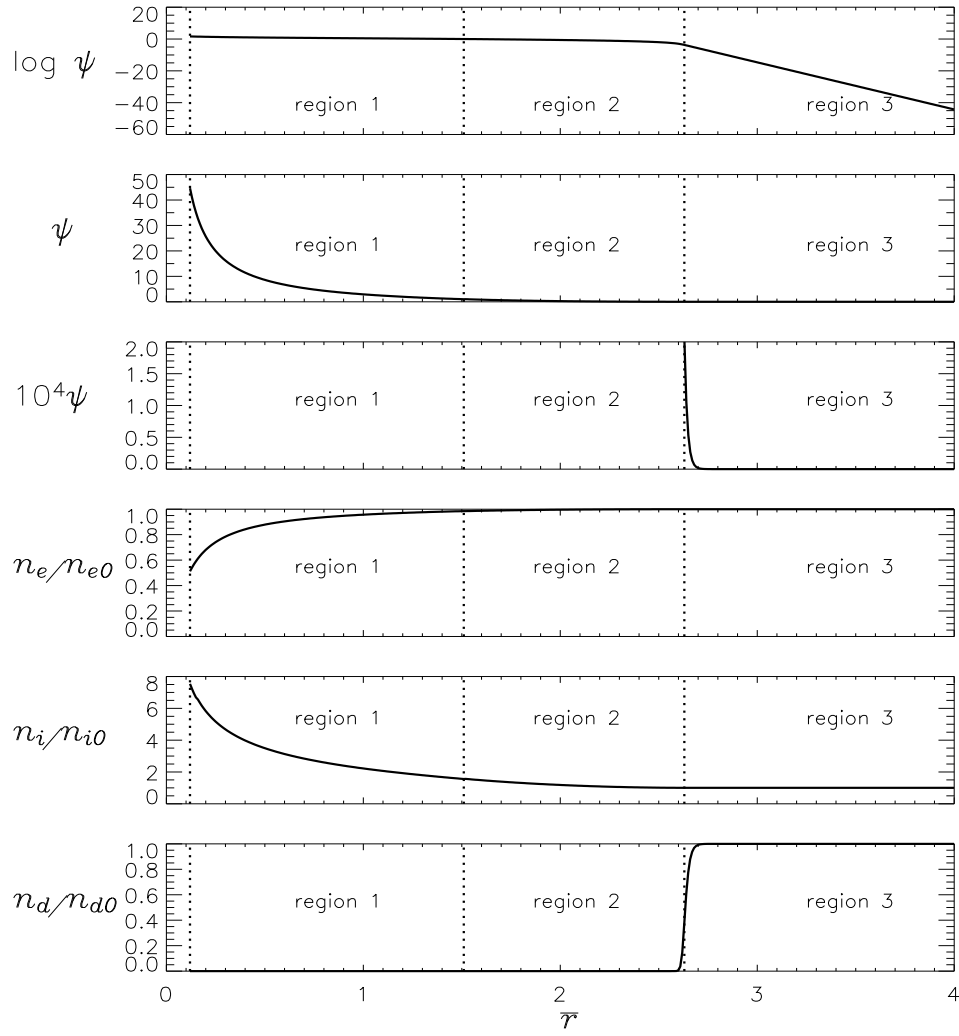 20
0
−20
−40
−60
log ψ
region 1 region 2 region 3
50
40
30
20
10
0
ψ
region 1 region 2 region 3
2.0
1.5
1.0
0.5
0.0
10⁴ψ
region 1 region 2 region 3
1.0
0.8
0.6
0.4
0.2
0.0
nₑ/nₑ₀
region 1 region 2 region 3
8
6
4
2
0
nᵢ/nᵢ₀
region 1 region 2 region 3
1.0
0.8
0.6
0.4
0.2
0.0
n_d/n_d0
region 1 region 2 region 3
0 1 2 3 4
r̅